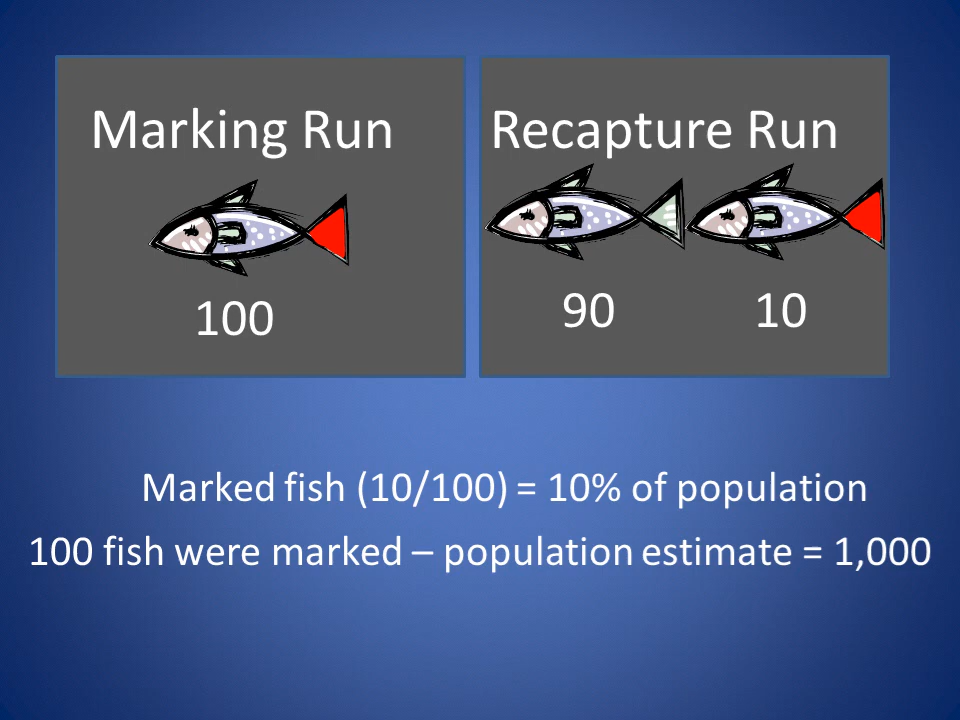 Marking Run
100
Recapture Run
90 10
Marked fish (10/100) = 10% of population
100 fish were marked – population estimate = 1,000